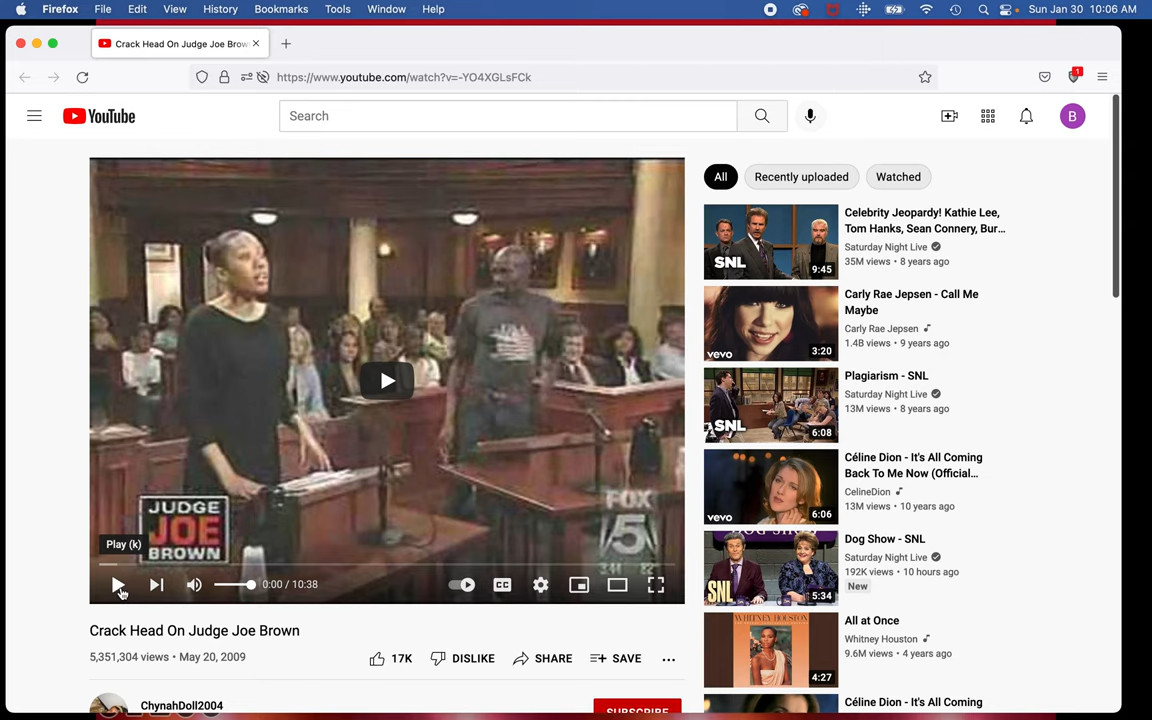 Firefox File Edit View History Bookmarks Tools Window Help Sun Jan 30 10:06 AM
Crack Head On Judge Joe Brow
https://www.youtube.com/watch?v=-YO4XGLsFCk
1
YouTube
Search
B
All Recently uploaded Watched
JUDGE
JOE
BROWN
FOX
5
Play (k)
0:00 / 10:38
CC
Crack Head On Judge Joe Brown
5,351,304 views • May 20, 2009
17K DISLIKE SHARE SAVE
ChynahDoll2004
SUBSCRIBE
SNL
9:45
Celebrity Jeopardy! Kathie Lee,
Tom Hanks, Sean Connery, Bur...
Saturday Night Live
35M views • 8 years ago
vevo
3:20
Carly Rae Jepsen - Call Me
Maybe
Carly Rae Jepsen
1.4B views • 9 years ago
SNL
6:08
Plagiarism - SNL
Saturday Night Live
13M views • 8 years ago
vevo
6:06
Céline Dion - It's All Coming
Back To Me Now (Official...
CelineDion
13M views • 10 years ago
SNL
5:34
Dog Show - SNL
Saturday Night Live
192K views • 10 hours ago
New
WHITNEY HOUSTON
4:27
All at Once
Whitney Houston
9.6M views • 4 years ago
Céline Dion - It's All Coming